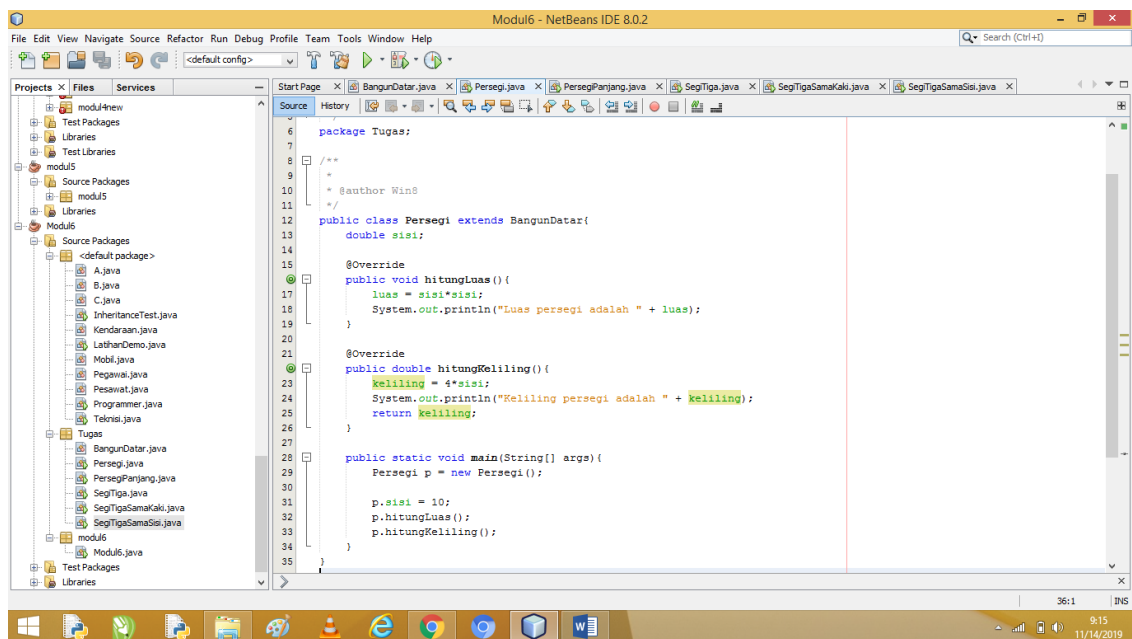 Modul6 - NetBeans IDE 8.0.2
File Edit View Navigate Source Refactor Run Debug Profile Team Tools Window Help
Search (Ctrl+I)
<default config>
Projects Files Services
Start Page BangunDatar.java Persegi.java PersegiPanjang.java SegiTiga.java SegiTigaSamaKaki.java SegiTigaSamaSisi.java
Source History
modul4new
Test Packages
Libraries
Test Libraries
modul5
Source Packages
modul5
Libraries
Modul6
Source Packages
<default package>
A.java
B.java
C.java
InheritanceTest.java
Kendaraan.java
LatihanDemo.java
Mobil.java
Pegawai.java
Pesawat.java
Programmer.java
Teknisi.java
Tugas
BangunDatar.java
Persegi.java
PersegiPanjang.java
SegiTiga.java
SegiTigaSamaKaki.java
SegiTigaSamaSisi.java
modul6
Modul6.java
Test Packages
Libraries
6 package Tugas;
7
8 /**
9 *
10 * @author Win8
11 */
12 public class Persegi extends BangunDatar{
13 double sisi;
14
15 @Override
public void hitungLuas(){
17 luas = sisi*sisi;
18 System.out.println("Luas persegi adalah " + luas);
19 }
20
21 @Override
public double hitungKeliling(){
23 keliling = 4*sisi;
24 System.out.println("Keliling persegi adalah " + keliling);
25 return keliling;
26 }
27
28 public static void main(String[] args){
29 Persegi p = new Persegi();
30
31 p.sisi = 10;
32 p.hitungLuas();
33 p.hitungKeliling();
34 }
35 }
36:1 INS
9:15
11/14/2019